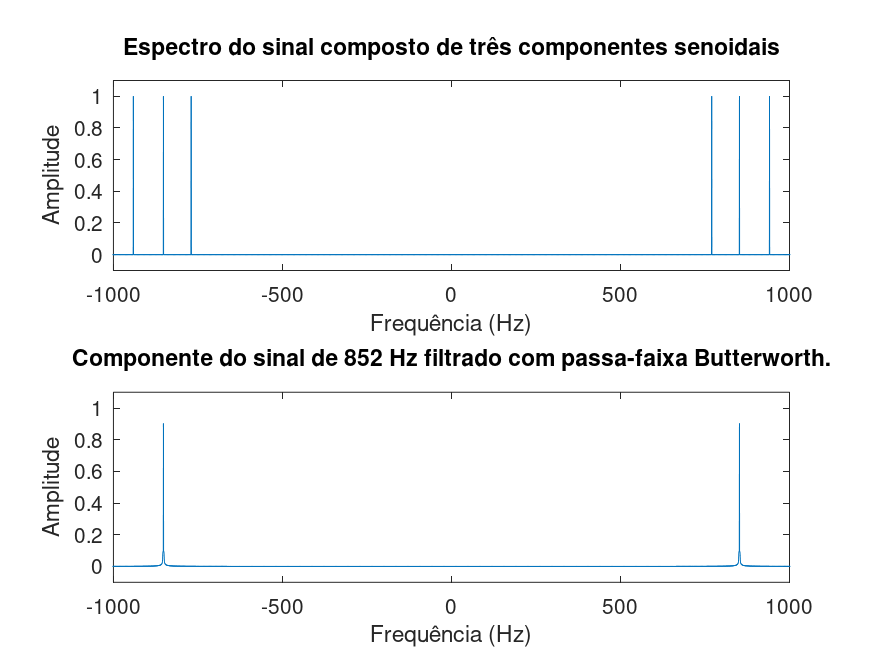 Espectro do sinal composto de três componentes senoidais
1
0.8
0.6
0.4
0.2
0
Amplitude
-1000 -500 0 500 1000
Frequência (Hz)
Componente do sinal de 852 Hz filtrado com passa-faixa Butterworth.
1
0.8
0.6
0.4
0.2
0
Amplitude
-1000 -500 0 500 1000
Frequência (Hz)